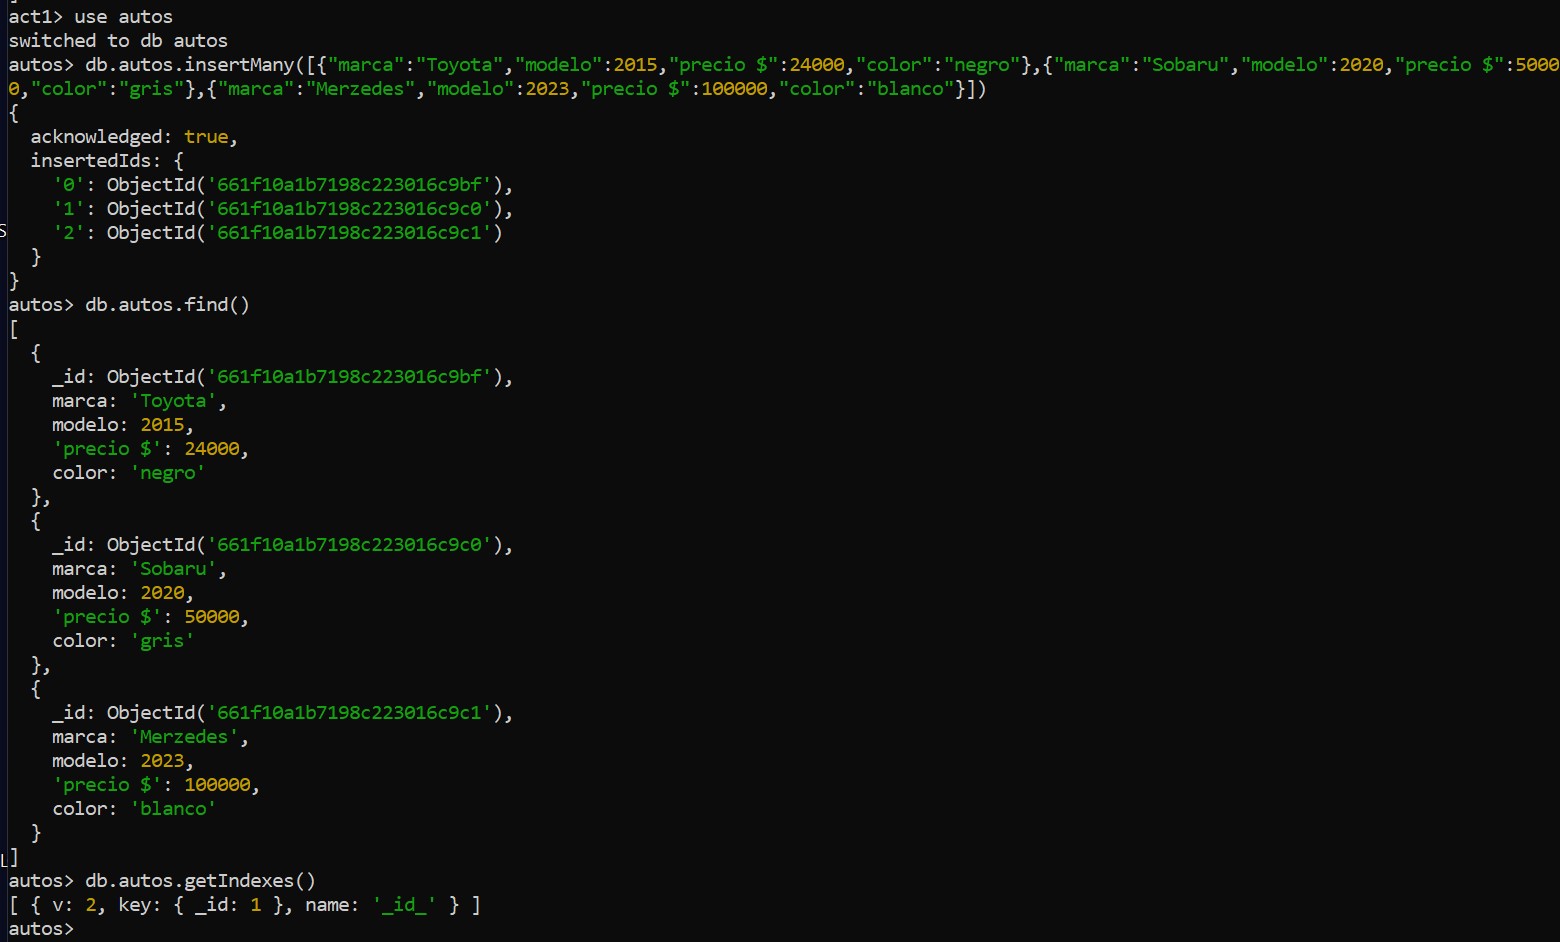 act1> use autos
switched to db autos
autos> db.autos.insertMany([{"marca":"Toyota","modelo":2015,"precio $":24000,"color":"negro"},{"marca":"Sobaru","modelo":2020,"precio $":5000
0,"color":"gris"},{"marca":"Merzedes","modelo":2023,"precio $":100000,"color":"blanco"}])
{
  acknowledged: true,
  insertedIds: {
    '0': ObjectId('661f10a1b7198c223016c9bf'),
    '1': ObjectId('661f10a1b7198c223016c9c0'),
    '2': ObjectId('661f10a1b7198c223016c9c1')
  }
}
autos> db.autos.find()
[
  {
    _id: ObjectId('661f10a1b7198c223016c9bf'),
    marca: 'Toyota',
    modelo: 2015,
    'precio $': 24000,
    color: 'negro'
  },
  {
    _id: ObjectId('661f10a1b7198c223016c9c0'),
    marca: 'Sobaru',
    modelo: 2020,
    'precio $': 50000,
    color: 'gris'
  },
  {
    _id: ObjectId('661f10a1b7198c223016c9c1'),
    marca: 'Merzedes',
    modelo: 2023,
    'precio $': 100000,
    color: 'blanco'
  }
]
autos> db.autos.getIndexes()
[ { v: 2, key: { _id: 1 }, name: '_id_' } ]
autos>